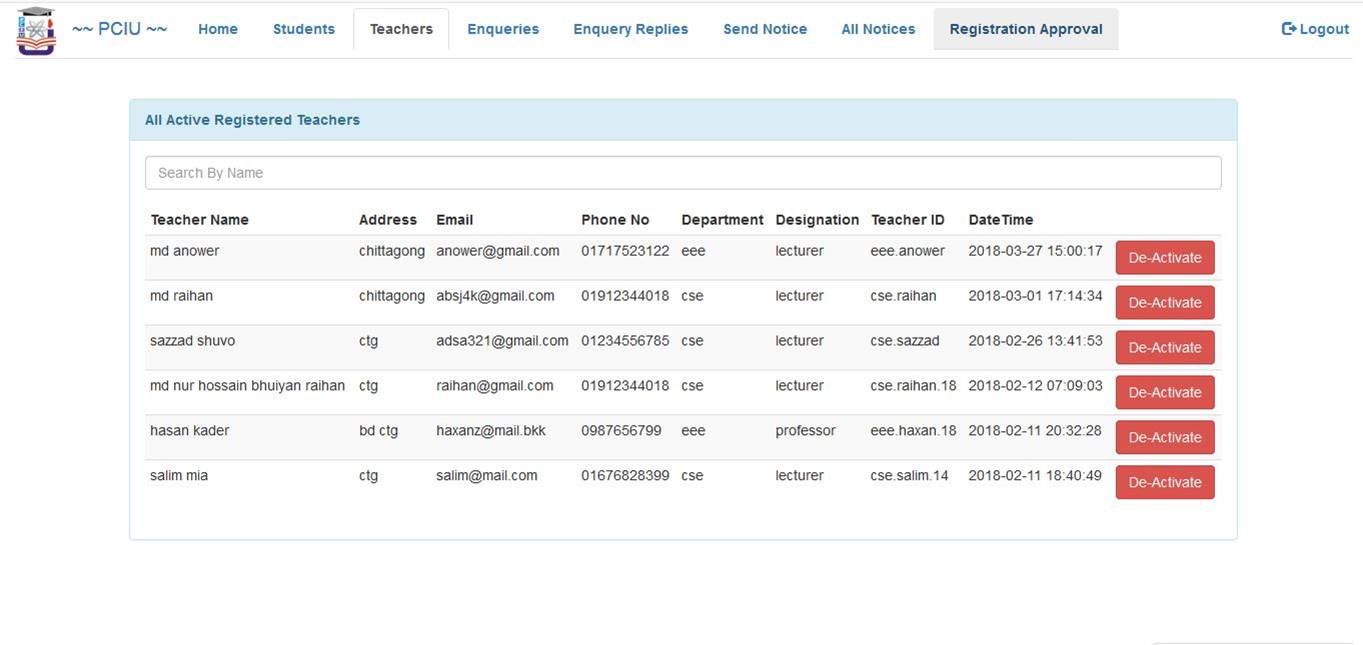 ~~ PCIU ~~ Home Students Teachers Enqueries Enquery Replies Send Notice All Notices Registration Approval Logout
All Active Registered Teachers
Search By Name
Teacher Name Address Email Phone No Department Designation Teacher ID DateTime
md anower chittagong anower@gmail.com 01717523122 eee lecturer eee.anower 2018-03-27 15:00:17 De-Activate
md raihan chittagong absj4k@gmail.com 01912344018 cse lecturer cse.raihan 2018-03-01 17:14:34 De-Activate
sazzad shuvo ctg adsa321@gmail.com 01234556785 cse lecturer cse.sazzad 2018-02-26 13:41:53 De-Activate
md nur hossain bhuiyan raihan ctg raihan@gmail.com 01912344018 cse lecturer cse.raihan.18 2018-02-12 07:09:03 De-Activate
hasan kader bd ctg haxanz@mail.bkk 0987656799 eee professor eee.haxan.18 2018-02-11 20:32:28 De-Activate
salim mia ctg salim@mail.com 01676828399 cse lecturer cse.salim.14 2018-02-11 18:40:49 De-Activate